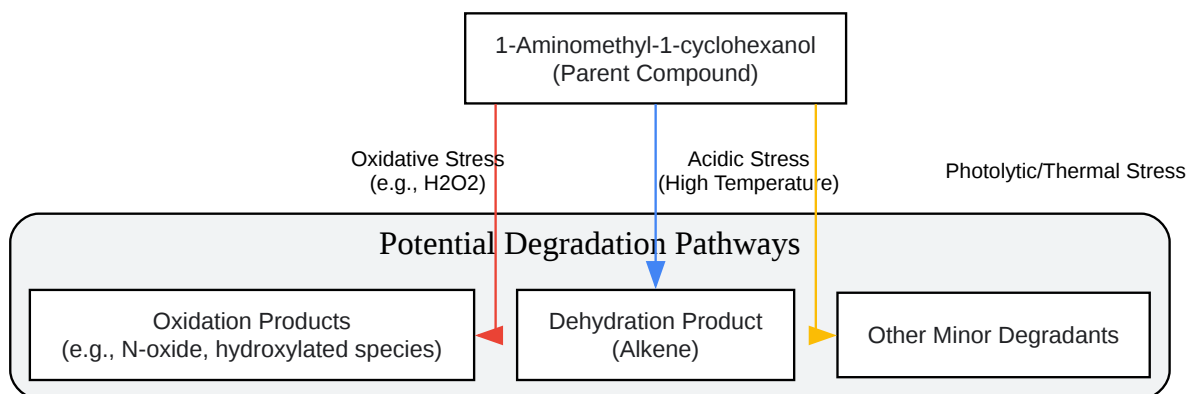 1-Aminomethyl-1-cyclohexanol
(Parent Compound)
Oxidative Stress
(e.g., H2O2)
Acidic Stress
(High Temperature)
Photolytic/Thermal Stress
Potential Degradation Pathways
Oxidation Products
(e.g., N-oxide, hydroxylated species)
Dehydration Product
(Alkene)
Other Minor Degradants